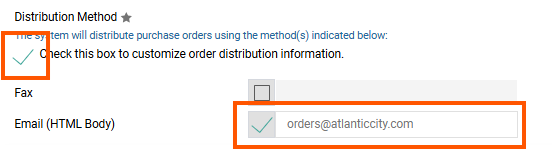 Distribution Method ★
The system will distribute purchase orders using the method(s) indicated below:
Check this box to customize order distribution information.
Fax
Email (HTML Body) orders@atlanticcity.com